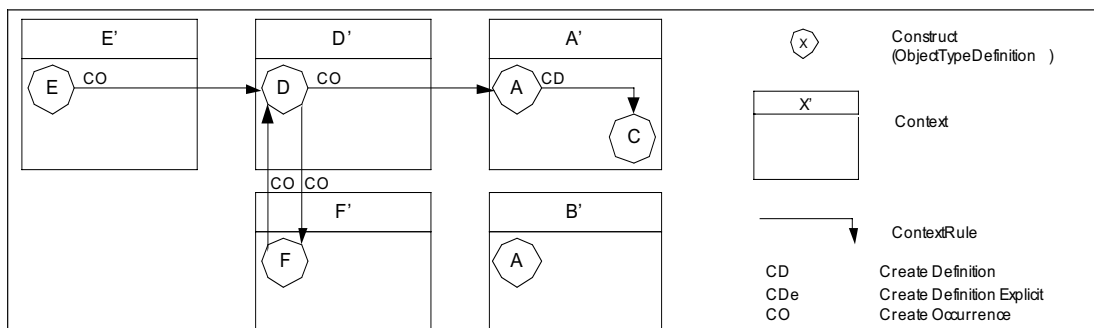 E’ D’ A’
E CO D CO A CD
C
CO CO
F’ B’
F A
X Construct
(ObjectTypeDefinition )
X’
Context
ContextRule
CD Create Definition
CDe Create Definition Explicit
CO Create Occurrence